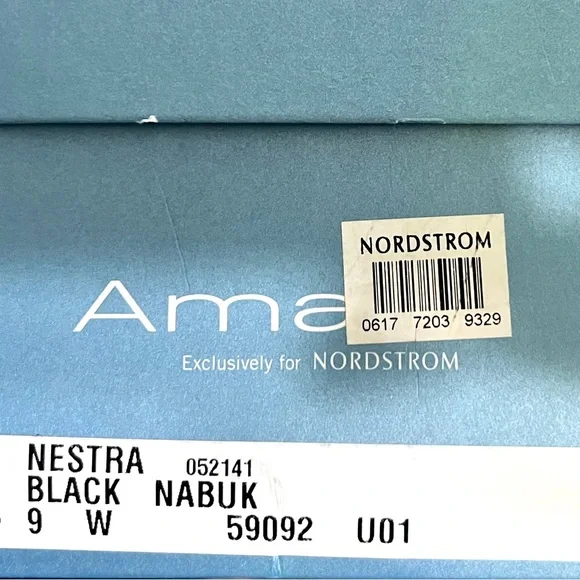 NORDSTROM
0617 7203 9329
Ama
Exclusively for NORDSTROM
NESTRA 052141
BLACK NABUK
9 W 59092 U01